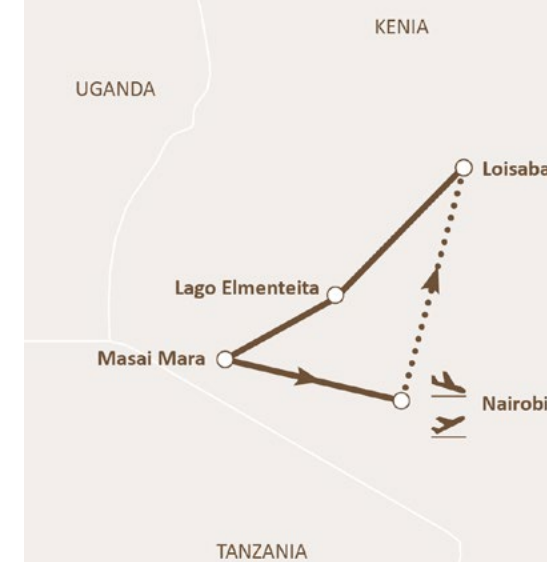 KENIA
UGANDA
Loisaba
Lago Elmenteita
Masai Mara
Nairobi
TANZANIA